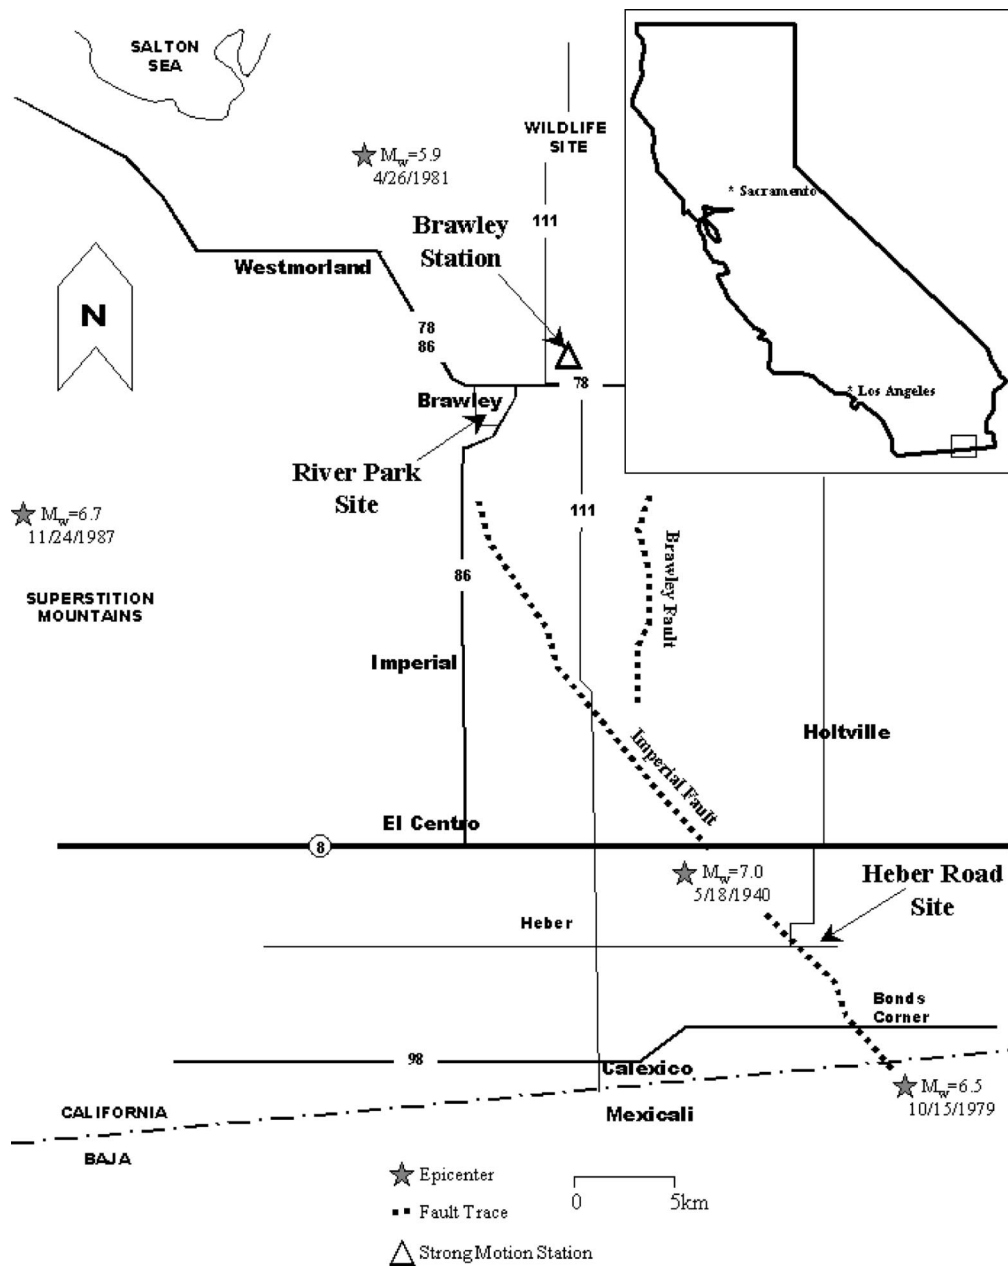 SALTON
SEA
WILDLIFE
SITE
M_w=5.9
4/26/1981
* Sacramento
111
Brawley
Station
Westmorland
N
78
86
78
Brawley
* Los Angeles
River Park
Site
M_w=6.7
11/24/1987
111
Brawley Fault
86
SUPERSTITION
MOUNTAINS
Imperial
Holtville
Imperial Fault
El Centro
8
M_w=7.0
5/18/1940
Heber Road
Site
Heber
Bonds
Corner
98
Calexico
M_w=6.5
10/15/1979
CALIFORNIA
Mexicali
BAJA
Epicenter
0 5km
Fault Trace
Strong Motion Station